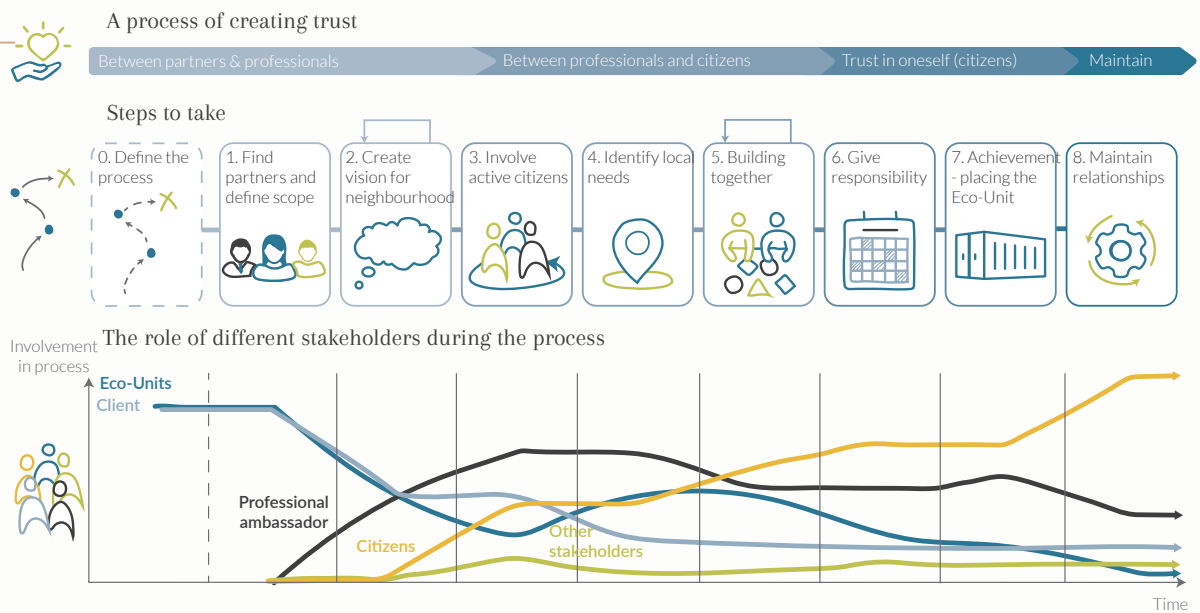 A process of creating trust
Between partners & professionals
Between professionals and citizens
Trust in oneself (citizens)
Maintain
Steps to take
0. Define the
process
1. Find
partners and
define scope
2. Create
vision for
neighbourhood
3. Involve
active citizens
4. Identify local
needs
5. Building
together
6. Give
responsibility
7. Achievement
- placing the
Eco-Unit
8. Maintain
relationships
The role of different stakeholders during the process
Involvement
in process
Eco-Units
Client
Professional
ambassador
Citizens
Other
stakeholders
Time